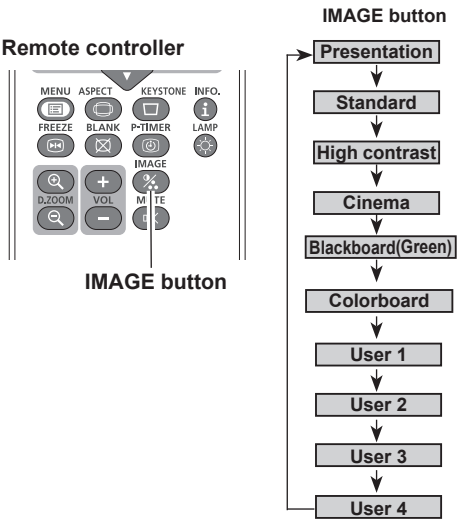 IMAGE button
Remote controller
MENU ASPECT KEYSTONE INFO.
FREEZE BLANK P-TIMER LAMP
IMAGE
D.ZOOM VOL MUTE
IMAGE button
Presentation
Standard
High contrast
Cinema
Blackboard(Green)
Colorboard
User 1
User 2
User 3
User 4